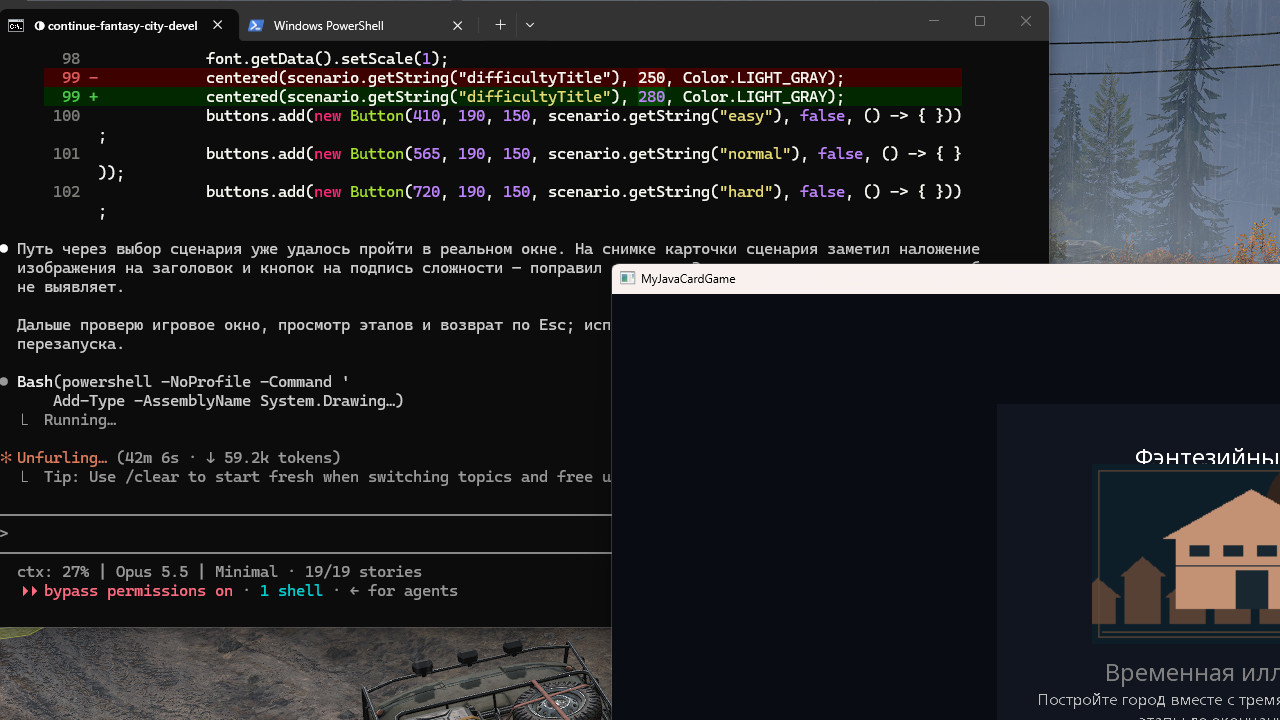 continue-fantasy-city-devel
Windows PowerShell
98 font.getData().setScale(1);
99 - centered(scenario.getString("difficultyTitle"), 250, Color.LIGHT_GRAY);
99 + centered(scenario.getString("difficultyTitle"), 280, Color.LIGHT_GRAY);
100 buttons.add(new Button(410, 190, 150, scenario.getString("easy"), false, () -> { }))
;
101 buttons.add(new Button(565, 190, 150, scenario.getString("normal"), false, () -> { }
));
102 buttons.add(new Button(720, 190, 150, scenario.getString("hard"), false, () -> { }))
;
● Путь через выбор сценария уже удалось пройти в реальном окне. На снимке карточки сценария заметил наложение
изображения на заголовок и кнопок на подпись сложности — поправил
не выявляет.
Дальше проверю игровое окно, просмотр этапов и возврат по Esc;
перезапуска.
● Bash(powershell -NoProfile -Command '
Add-Type -AssemblyName System.Drawing…)
⎿ Running…
✻ Unfurling… (42m 6s · ↓ 59.2k tokens)
⎿ Tip: Use /clear to start fresh when switching topics and free
>
ctx: 27% | Opus 5.5 | Minimal · 19/19 stories
⏵⏵ bypass permissions on · 1 shell · ← for agents
MyJavaCardGame
Фэнтезийны
Временная илл
Постройте город вместе с тремя